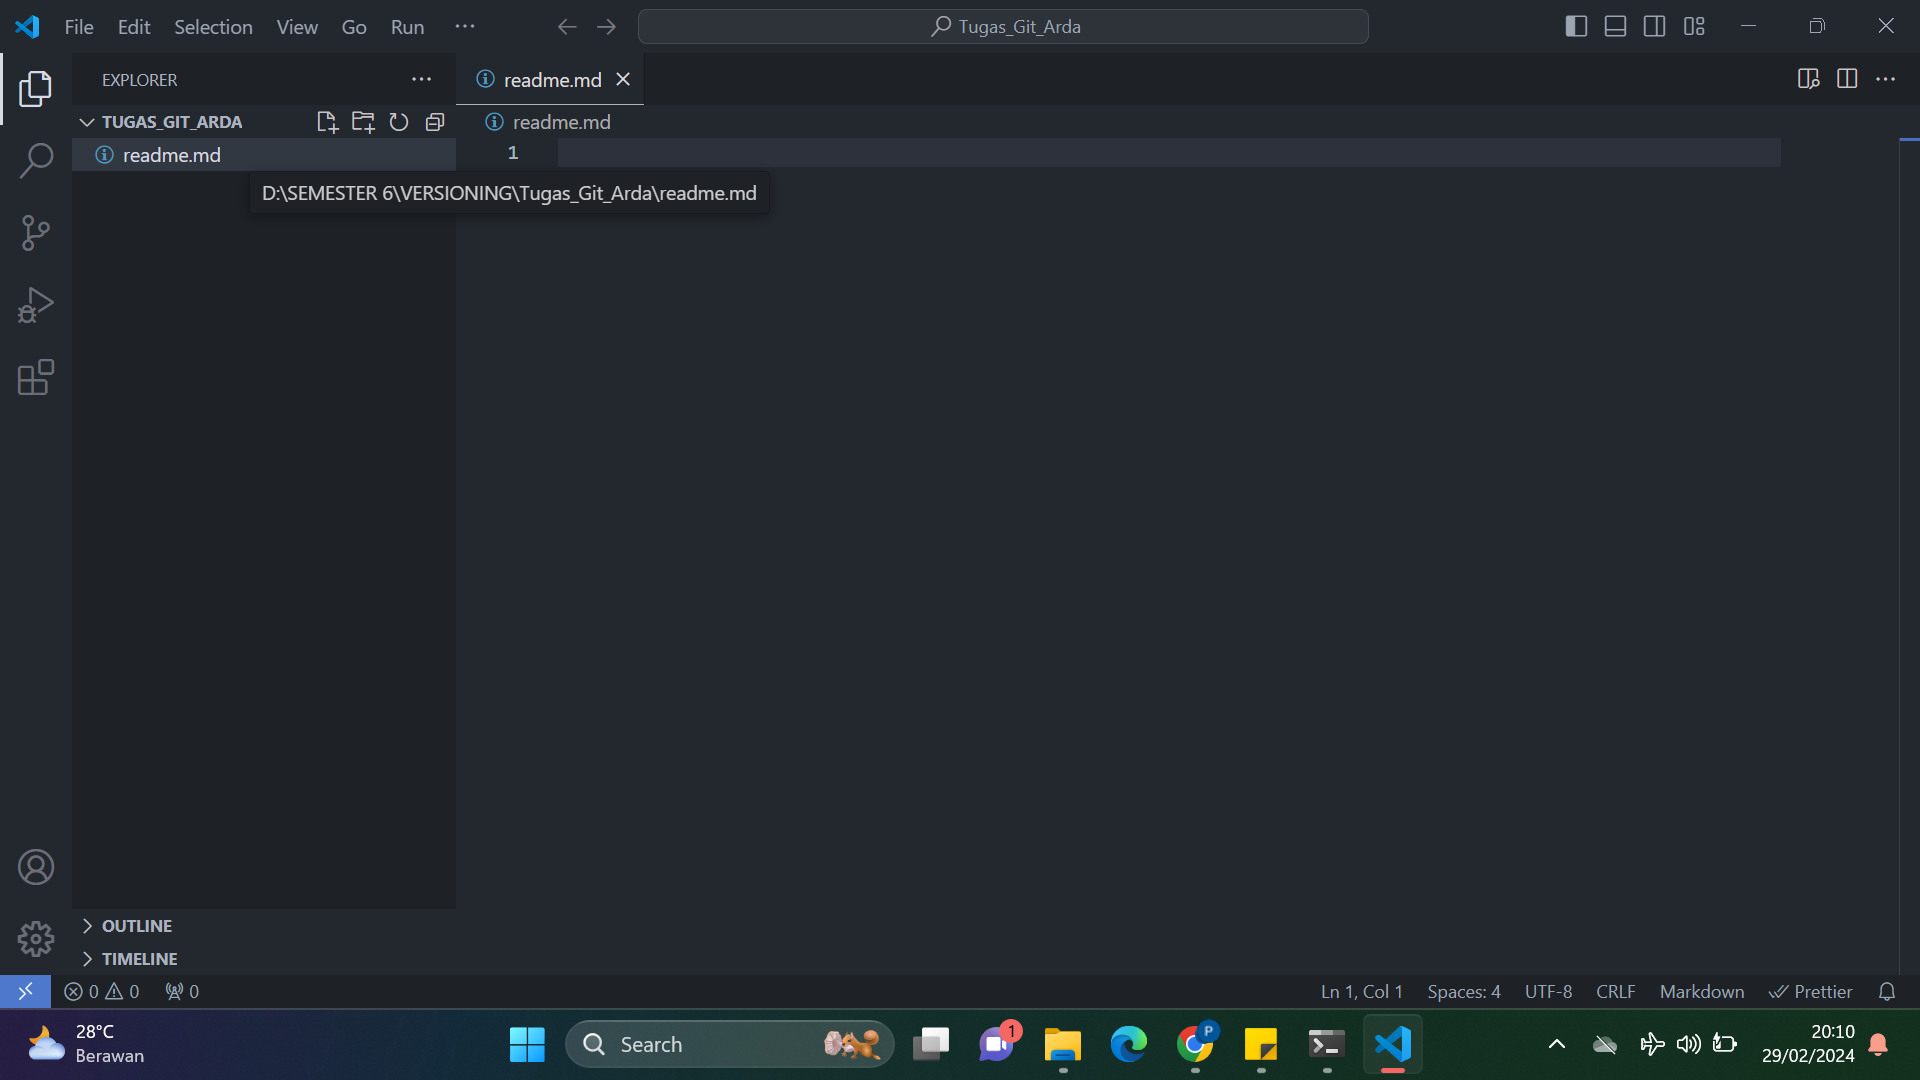 File Edit Selection View Go Run ···
Tugas_Git_Arda
EXPLORER
readme.md
TUGAS_GIT_ARDA
readme.md
readme.md
1
D:\SEMESTER 6\VERSIONING\Tugas_Git_Arda\readme.md
OUTLINE
TIMELINE
0 0 0
Ln 1, Col 1 Spaces: 4 UTF-8 CRLF Markdown Prettier
28°C
Berawan
Search
1
P
20:10
29/02/2024